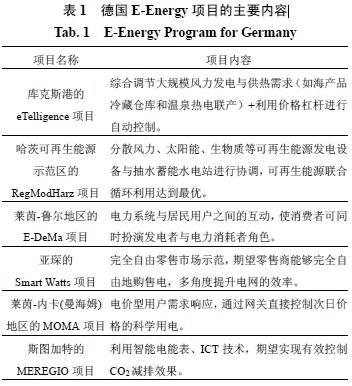 表 1 德国 E-Energy 项目的主要内容
Tab. 1 E-Energy Program for Germany
项目名称
项目内容
库克斯港的
eTelligence 项目
综合调节大规模风力发电与供热需求（如海产品
冷藏仓库和温泉热电联产）+利用价格杠杆进行
自动控制。
哈茨可再生能源
示范区的
RegModHarz 项目
分散风力、太阳能、生物质等可再生能源发电设
备与抽水蓄能水电站进行协调，可再生能源联合
循环利用达到最优。
莱茵-鲁尔地区的
E-DeMa 项目
电力系统与居民用户之间的互动，使消费者可同
时扮演发电者与电力消耗者角色。
亚琛的
Smart Watts 项目
完全自由零售市场示范，期望零售商能够完全自
由地购售电，多角度提升电网的效率。
莱茵-内卡(曼海姆)
地区的 MOMA 项目
电价型用户需求响应，通过网关直接控制次日价
格的科学用电。
斯图加特的
MEREGIO 项目
利用智能电能表、ICT 技术，期望实现有效控制
CO2 减排效果。